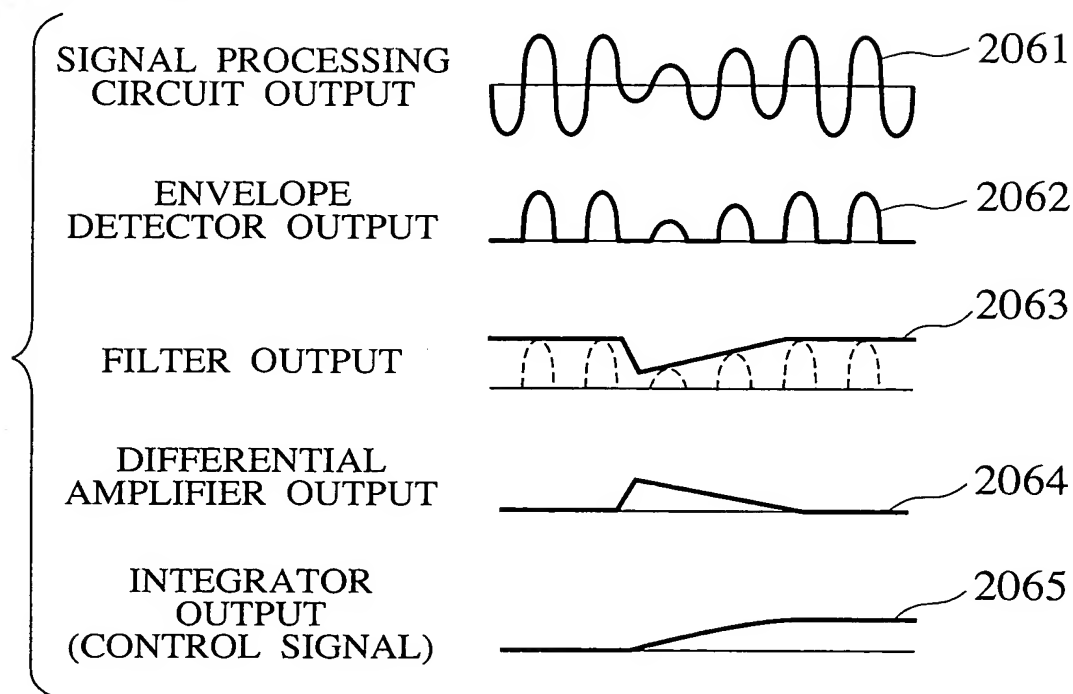 SIGNAL PROCESSING
CIRCUIT OUTPUT
2061
ENVELOPE
DETECTOR OUTPUT
2062
FILTER OUTPUT
2063
DIFFERENTIAL
AMPLIFIER OUTPUT
2064
INTEGRATOR
OUTPUT
(CONTROL SIGNAL)
2065